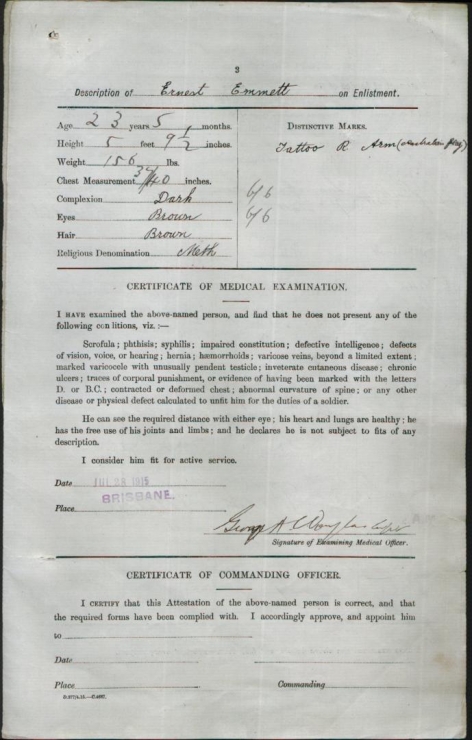 2
Description of Ernest Emmett on Enlistment.
Age 23 years 5 months.
Height 5 feet 9 1/2 inches.
Weight 156 lbs.
Chest Measurement 37/40 inches.
Complexion Dark
Eyes Brown
Hair Brown
Religious Denomination Meth
DISTINCTIVE MARKS.
Tattoo R Arm (Australian flag)
6/6
6/6
CERTIFICATE OF MEDICAL EXAMINATION.
I HAVE examined the above-named person, and find that he does not present any of the
following con itions, viz. :—
Scrofula; phthisis; syphilis; impaired constitution; defective intelligence; defects
of vision, voice, or hearing; hernia; hæmorrhoids; varicose veins, beyond a limited extent;
marked varicocele with unusually pendent testicle; inveterate cutaneous disease; chronic
ulcers; traces of corporal punishment, or evidence of having been marked with the letters
D. or B.C.; contracted or deformed chest; abnormal curvature of spine; or any other
disease or physical defect calculated to unfit him for the duties of a soldier.
He can see the required distance with either eye; his heart and lungs are healthy; he
has the free use of his joints and limbs; and he declares he is not subject to fits of any
description.
I consider him fit for active service.
Date 1915
BRISBANE.
Place
George A C Douglas Capt
Signature of Examining Medical Officer.
CERTIFICATE OF COMMANDING OFFICER.
I CERTIFY that this Attestation of the above-named person is correct, and that
the required forms have been complied with. I accordingly approve, and appoint him
to
Date
Place
Commanding